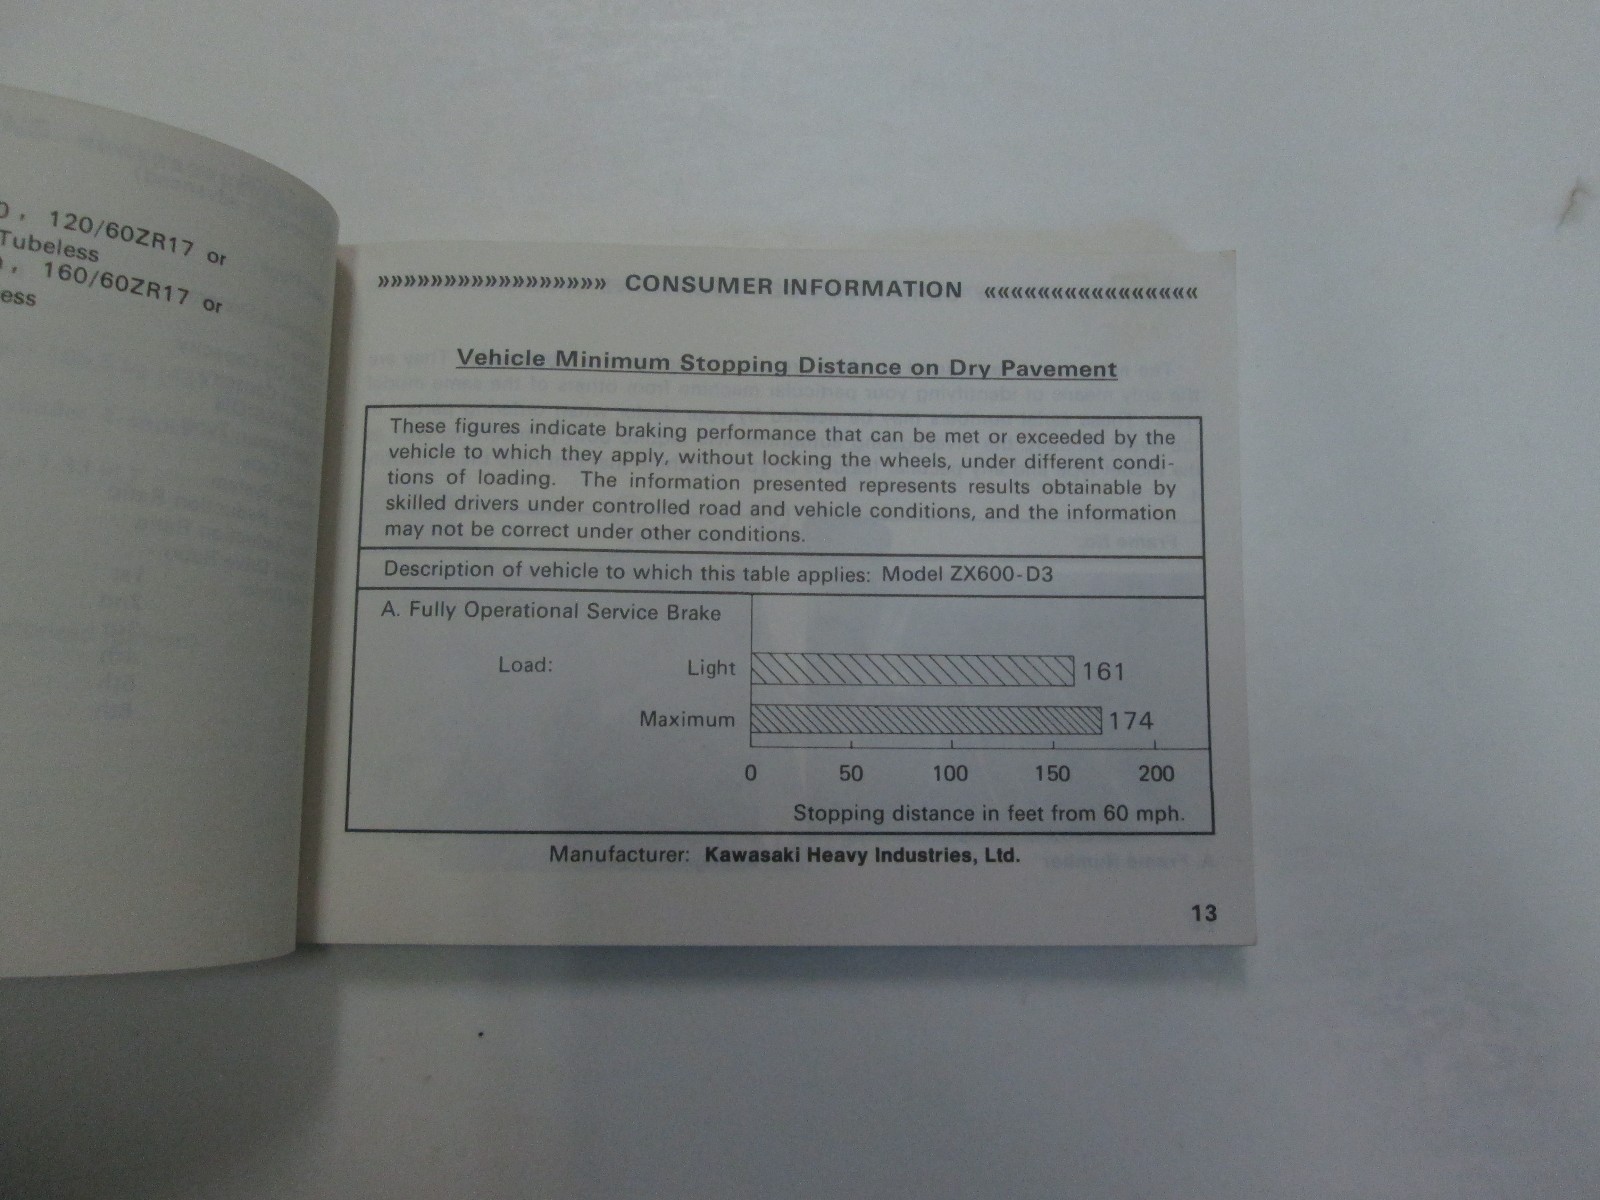 120/60ZR17 or
Tubeless
160/60ZR17 or
»»»»»»»»»»»»»»»»» CONSUMER INFORMATION ««««««««««««««««
Vehicle Minimum Stopping Distance on Dry Pavement
These figures indicate braking performance that can be met or exceeded by the
vehicle to which they apply, without locking the wheels, under different condi-
tions of loading. The information presented represents results obtainable by
skilled drivers under controlled road and vehicle conditions, and the information
may not be correct under other conditions.
Description of vehicle to which this table applies: Model ZX600-D3
A. Fully Operational Service Brake
Load: Light 161
Maximum 174
0 50 100 150 200
Stopping distance in feet from 60 mph.
Manufacturer: Kawasaki Heavy Industries, Ltd.
13